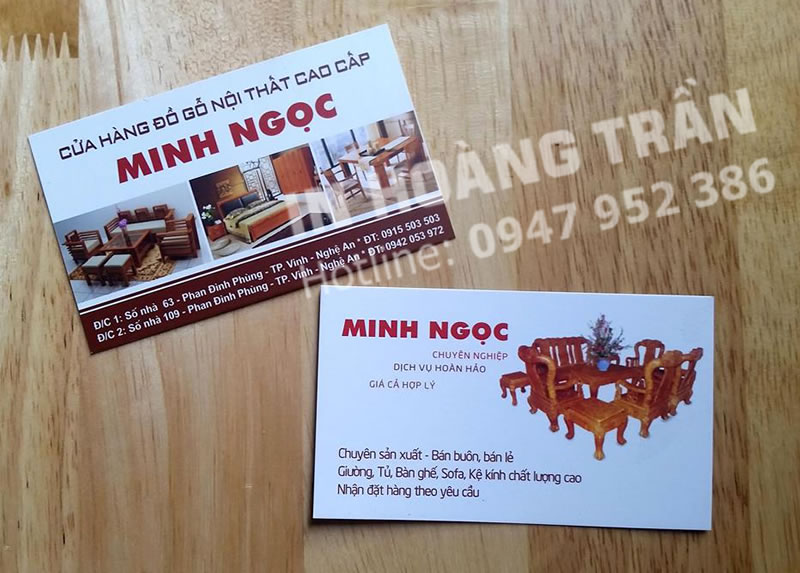 CỬA HÀNG ĐỒ GỖ NỘI THẤT CAO CẤP
MINH NGỌC
Đ/C 1: Số nhà 63 - Phan Đình Phùng - TP. Vinh - Nghệ An * ĐT: 0915 503 503
Đ/C 2: Số nhà 109 - Phan Đình Phùng - TP. Vinh - Nghệ An * ĐT: 0942 053 972
IN HOÀNG TRẦN
Hotline: 0947 952 386
MINH NGỌC
CHUYÊN NGHIỆP
DỊCH VỤ HOÀN HẢO
GIÁ CẢ HỢP LÝ
Chuyên sản xuất - Bán buôn, bán lẻ
Giường, Tủ, Bàn ghế, Sofa, Kệ kính chất lượng cao
Nhận đặt hàng theo yêu cầu